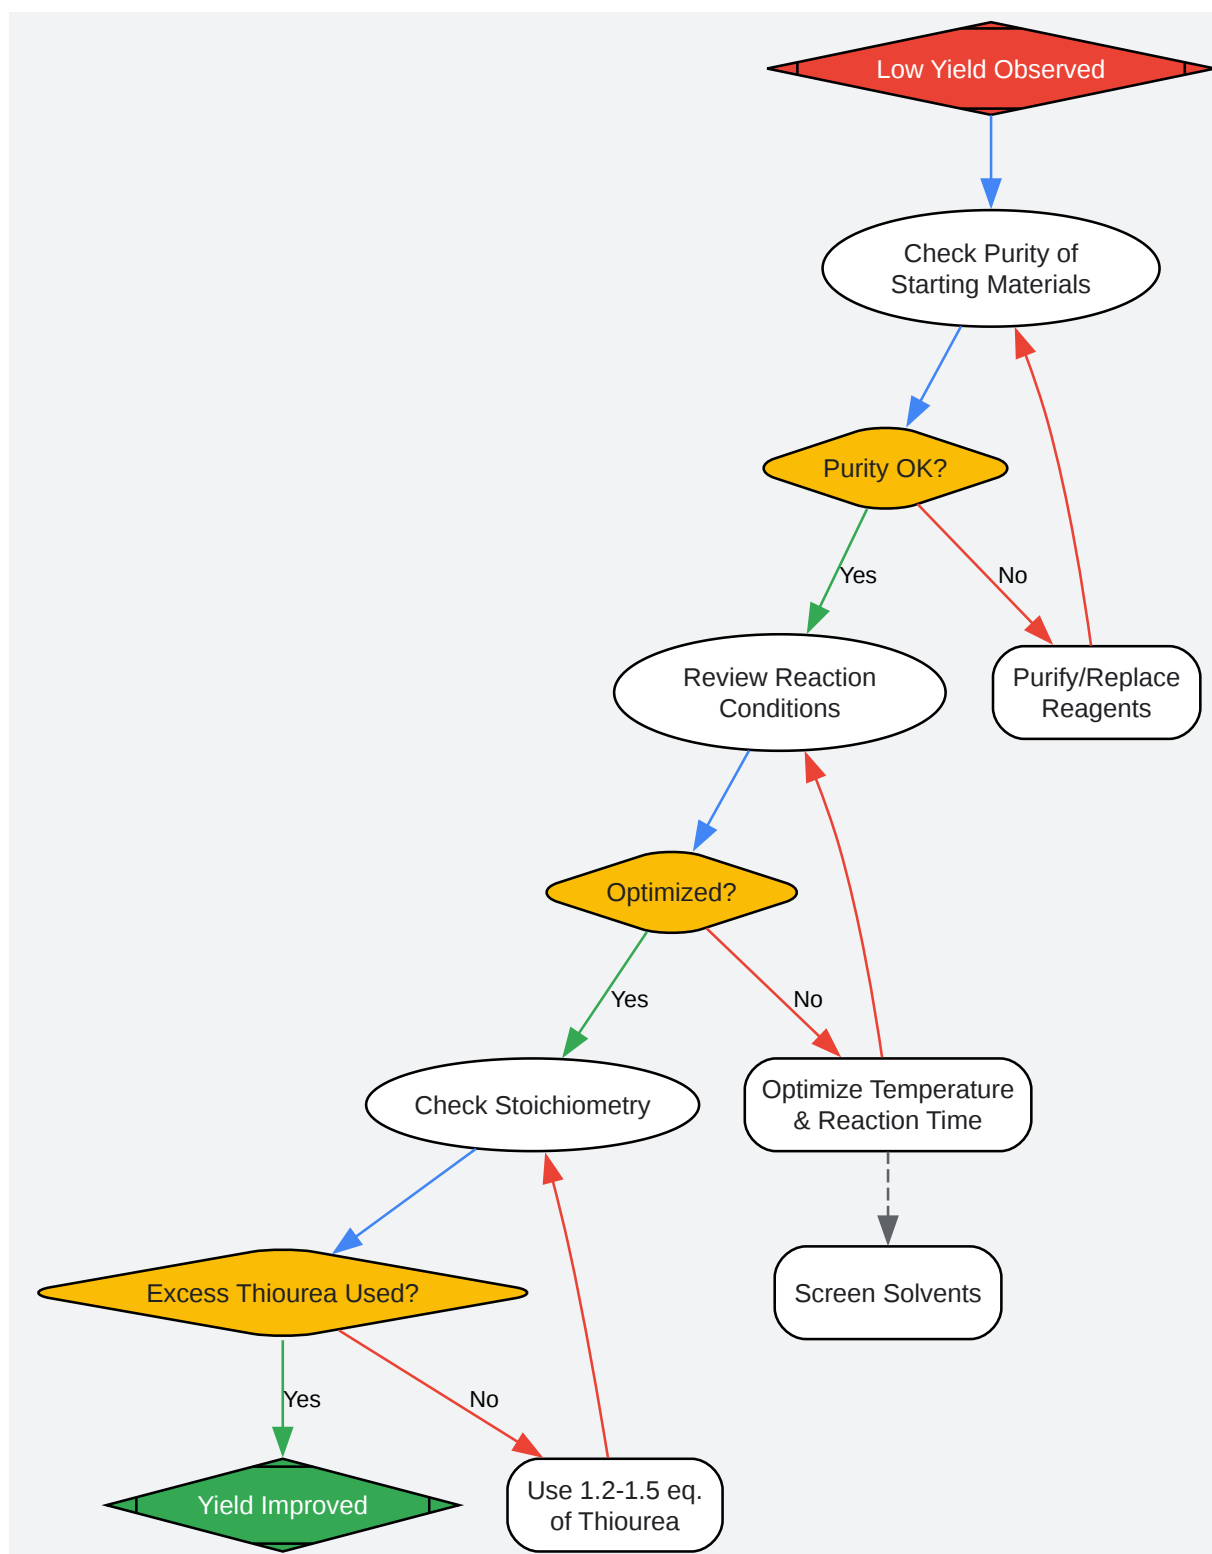 Low Yield Observed
Check Purity of
Starting Materials
Purity OK?
Yes
No
Review Reaction
Conditions
Purify/Replace
Reagents
Optimized?
Yes
No
Check Stoichiometry
Optimize Temperature
& Reaction Time
Excess Thiourea Used?
Screen Solvents
Yes
No
Yield Improved
Use 1.2-1.5 eq.
of Thiourea